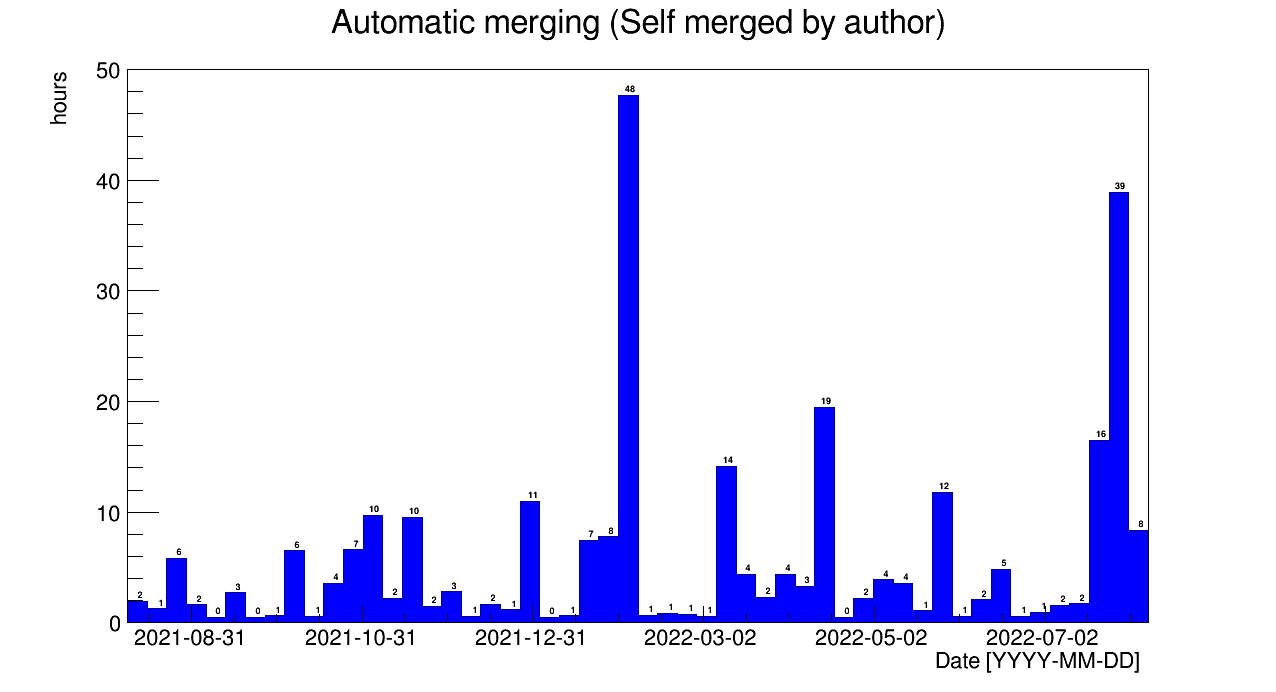 Automatic merging (Self merged by author)
hours
50
40
30
20
10
0
2 1 6 2 0 3 0 1 6 1 4 7 10 2 10 2 3 1 2 1 11 0 1 7 8 48 1 1 1 1 14 4 2 4 3 19 0 2 4 4 1 12 1 2 5 1 1 2 2 16 39 8
2021-08-31 2021-10-31 2021-12-31 2022-03-02 2022-05-02 2022-07-02
Date [YYYY-MM-DD]